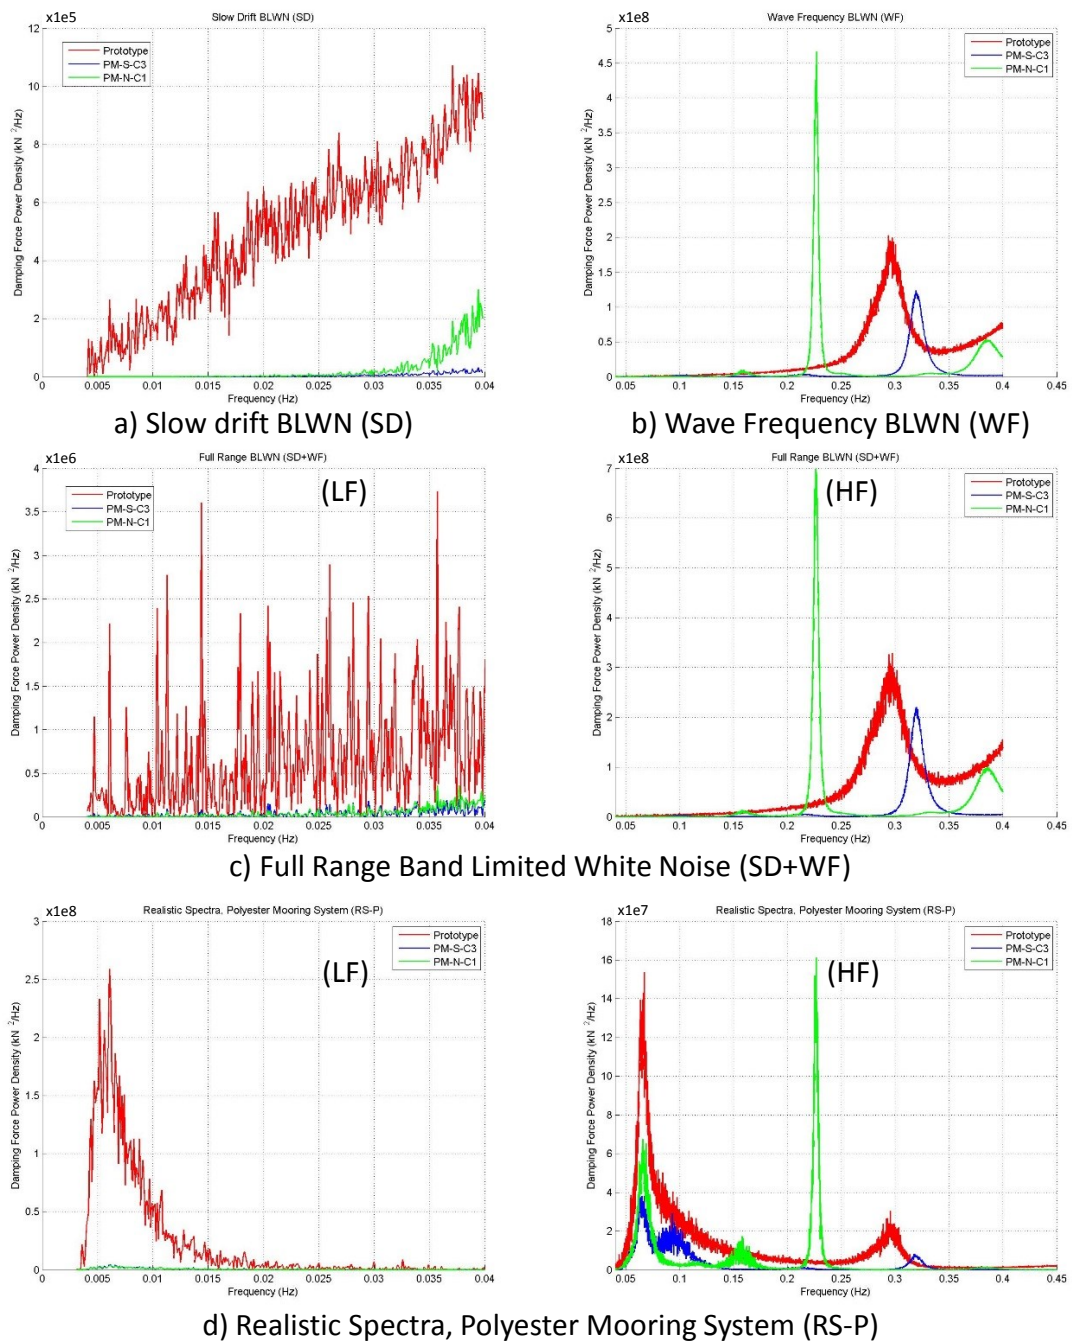 x1e5
Slow Drift BLWN (SD)
12
10
8
6
4
2
0
Damping Force Power Density (kN ^2/Hz)
Prototype
PM-S-C3
PM-N-C1
0 0.005 0.01 0.015 0.02 0.025 0.03 0.035 0.04
Frequency (Hz)
a) Slow drift BLWN (SD)
x1e8
Wave Frequency BLWN (WF)
5
4.5
4
3.5
3
2.5
2
1.5
1
0.5
0
Damping Force Power Density (kN ^2/Hz)
Prototype
PM-S-C3
PM-N-C1
0.04 0.05 0.1 0.15 0.2 0.25 0.3 0.35 0.4 0.45
Frequency (Hz)
b) Wave Frequency BLWN (WF)
x1e6
Full Range BLWN (SD+WF)
(LF)
4
3.5
3
2.5
2
1.5
1
0.5
0
Damping Force Power Density (kN ^2/Hz)
Prototype
PM-S-C3
PM-N-C1
0 0.005 0.01 0.015 0.02 0.025 0.03 0.035 0.04
Frequency (Hz)
x1e8
Full Range BLWN (SD+WF)
(HF)
7
6
5
4
3
2
1
0
Damping Force Power Density (kN ^2/Hz)
Prototype
PM-S-C3
PM-N-C1
0.04 0.05 0.1 0.15 0.2 0.25 0.3 0.35 0.4 0.45
Frequency (Hz)
c) Full Range Band Limited White Noise (SD+WF)
x1e8
Realistic Spectra, Polyester Mooring System (RS-P)
(LF)
3
2.5
2
1.5
1
0.5
0
Damping Force Power Density (kN ^2/Hz)
Prototype
PM-S-C3
PM-N-C1
0 0.005 0.01 0.015 0.02 0.025 0.03 0.035 0.04
Frequency (Hz)
x1e7
Realistic Spectra, Polyester Mooring System (RS-P)
(HF)
18
16
14
12
10
8
6
4
2
0
Damping Force Power Density (kN ^2/Hz)
Prototype
PM-S-C3
PM-N-C1
0.04 0.05 0.1 0.15 0.2 0.25 0.3 0.35 0.4 0.45
Frequency (Hz)
d) Realistic Spectra, Polyester Mooring System (RS-P)